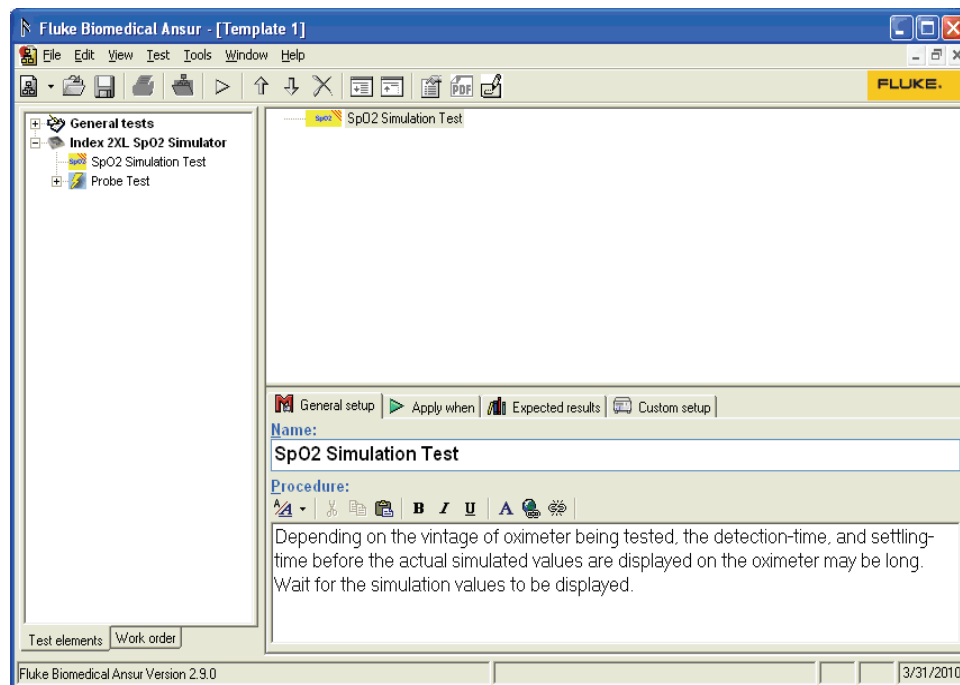 Fluke Biomedical Ansur - [Template 1]
File Edit View Test Tools Window Help
PDF
FLUKE.
General tests
Index 2XL SpO2 Simulator
SpO2 SpO2 Simulation Test
Probe Test
SpO2 SpO2 Simulation Test
General setup Apply when Expected results Custom setup
Name:
SpO2 Simulation Test
Procedure:
A/A B I U A
Depending on the vintage of oximeter being tested, the detection-time, and settling-
time before the actual simulated values are displayed on the oximeter may be long.
Wait for the simulation values to be displayed.
Test elements Work order
Fluke Biomedical Ansur Version 2.9.0 3/31/2010